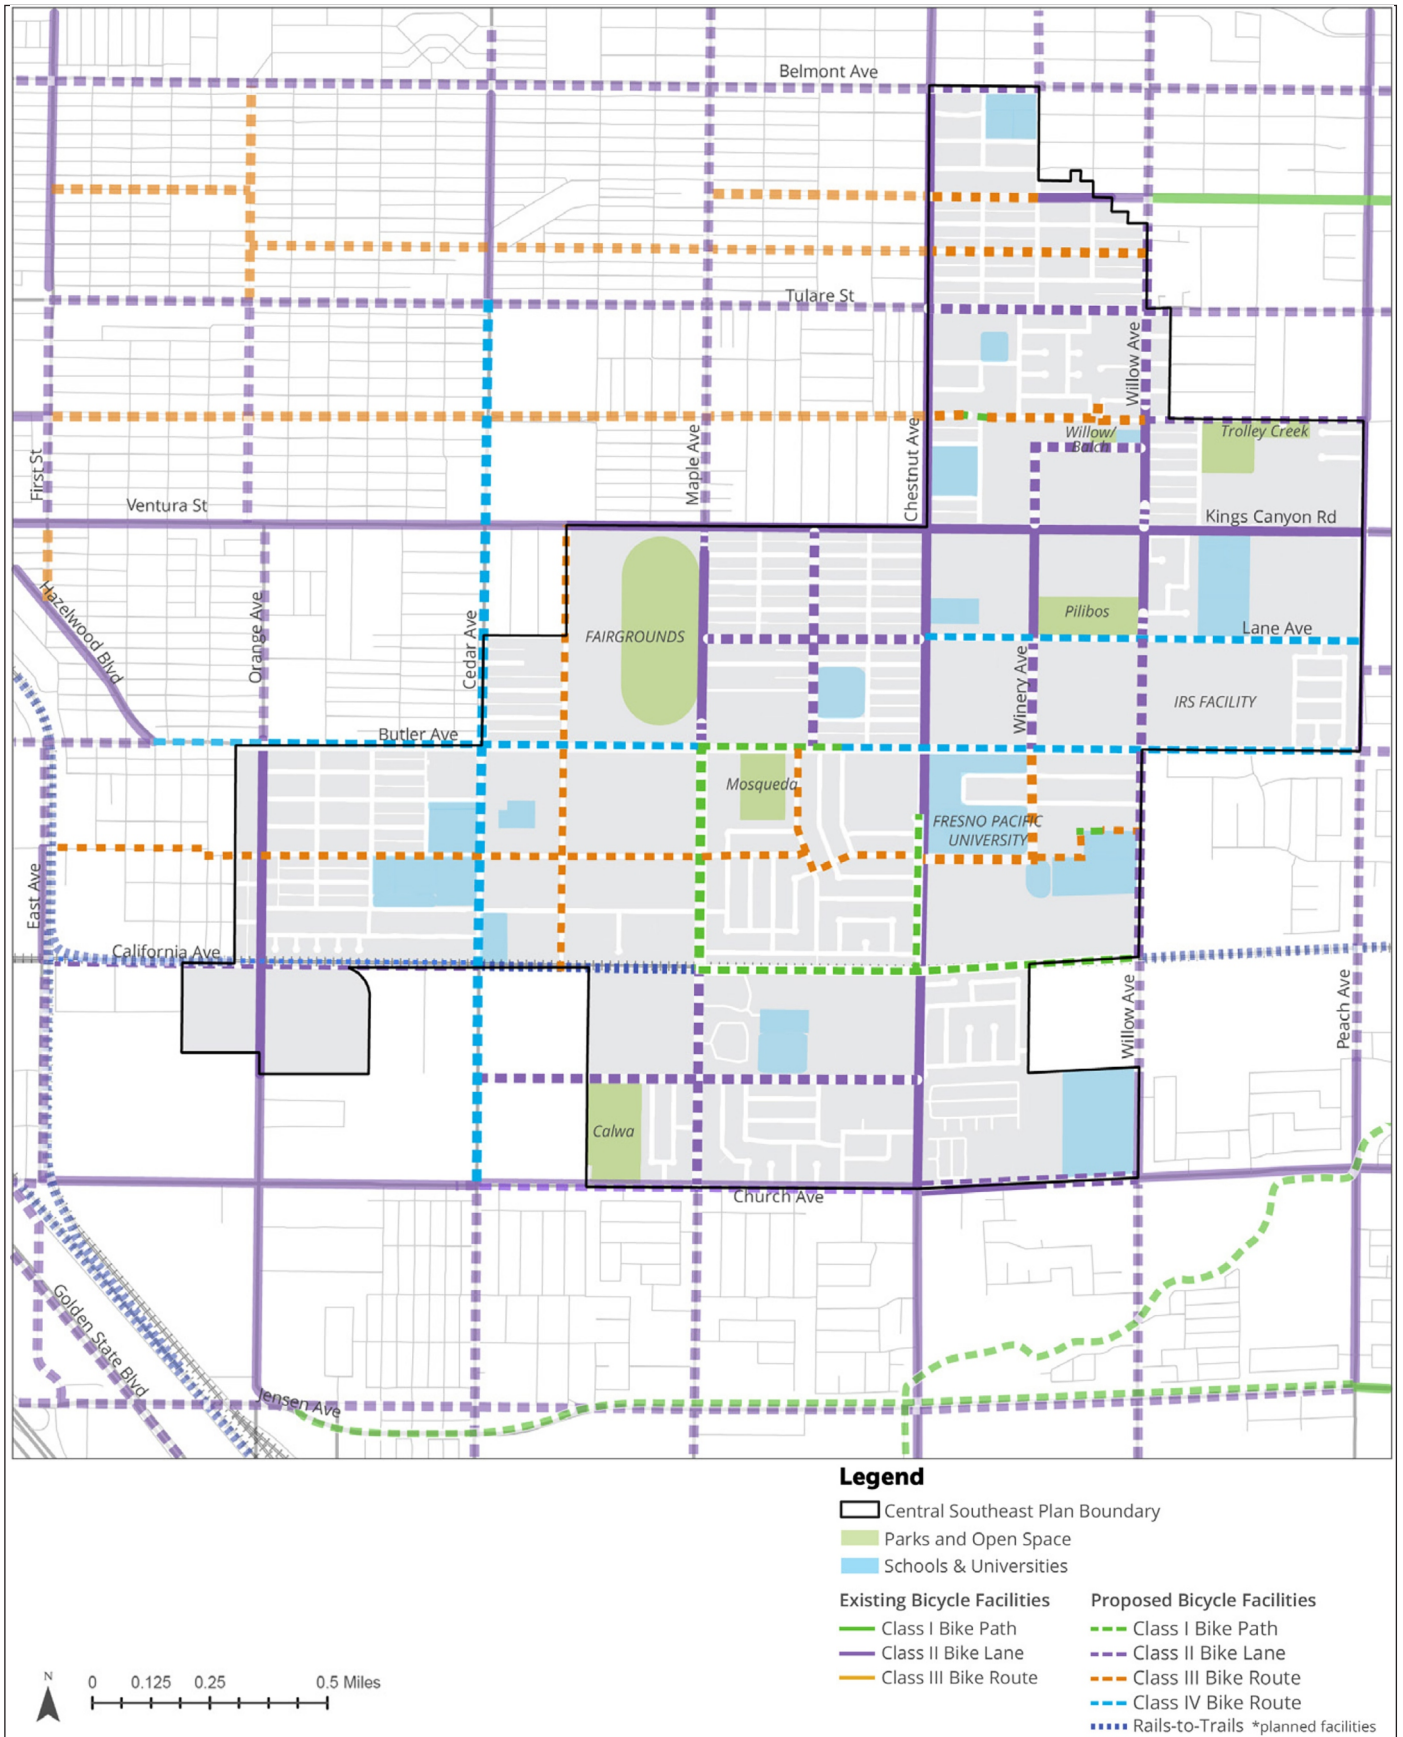 Belmont Ave
Tulare St
Willow Ave
First St
Maple Ave
Chestnut Ave
Willow/
Balch
Trolley Creek
Ventura St
Kings Canyon Rd
Hazelwood Blvd
Orange Ave
Cedar Ave
FAIRGROUNDS
Pilibos
Lane Ave
Winery Ave
IRS FACILITY
Butler Ave
Mosqueda
FRESNO PACIFIC
UNIVERSITY
East Ave
California Ave
Willow Ave
Peach Ave
Calwa
Church Ave
Golden State Blvd
Jensen Ave
Legend
Central Southeast Plan Boundary
Parks and Open Space
Schools & Universities
Existing Bicycle Facilities
Class I Bike Path
Class II Bike Lane
Class III Bike Route
Proposed Bicycle Facilities
Class I Bike Path
Class II Bike Lane
Class III Bike Route
Class IV Bike Route
Rails-to-Trails *planned facilities
N
0 0.125 0.25 0.5 Miles